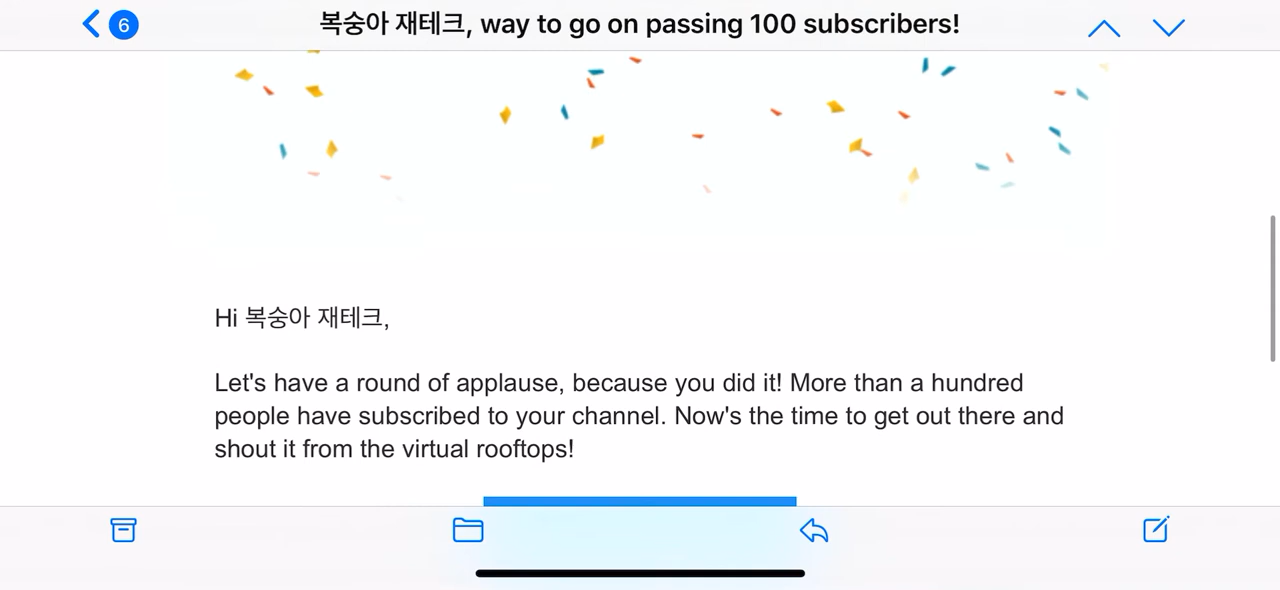 6
복숭아 재테크, way to go on passing 100 subscribers!
Hi 복숭아 재테크,
Let's have a round of applause, because you did it! More than a hundred
people have subscribed to your channel. Now's the time to get out there and
shout it from the virtual rooftops!